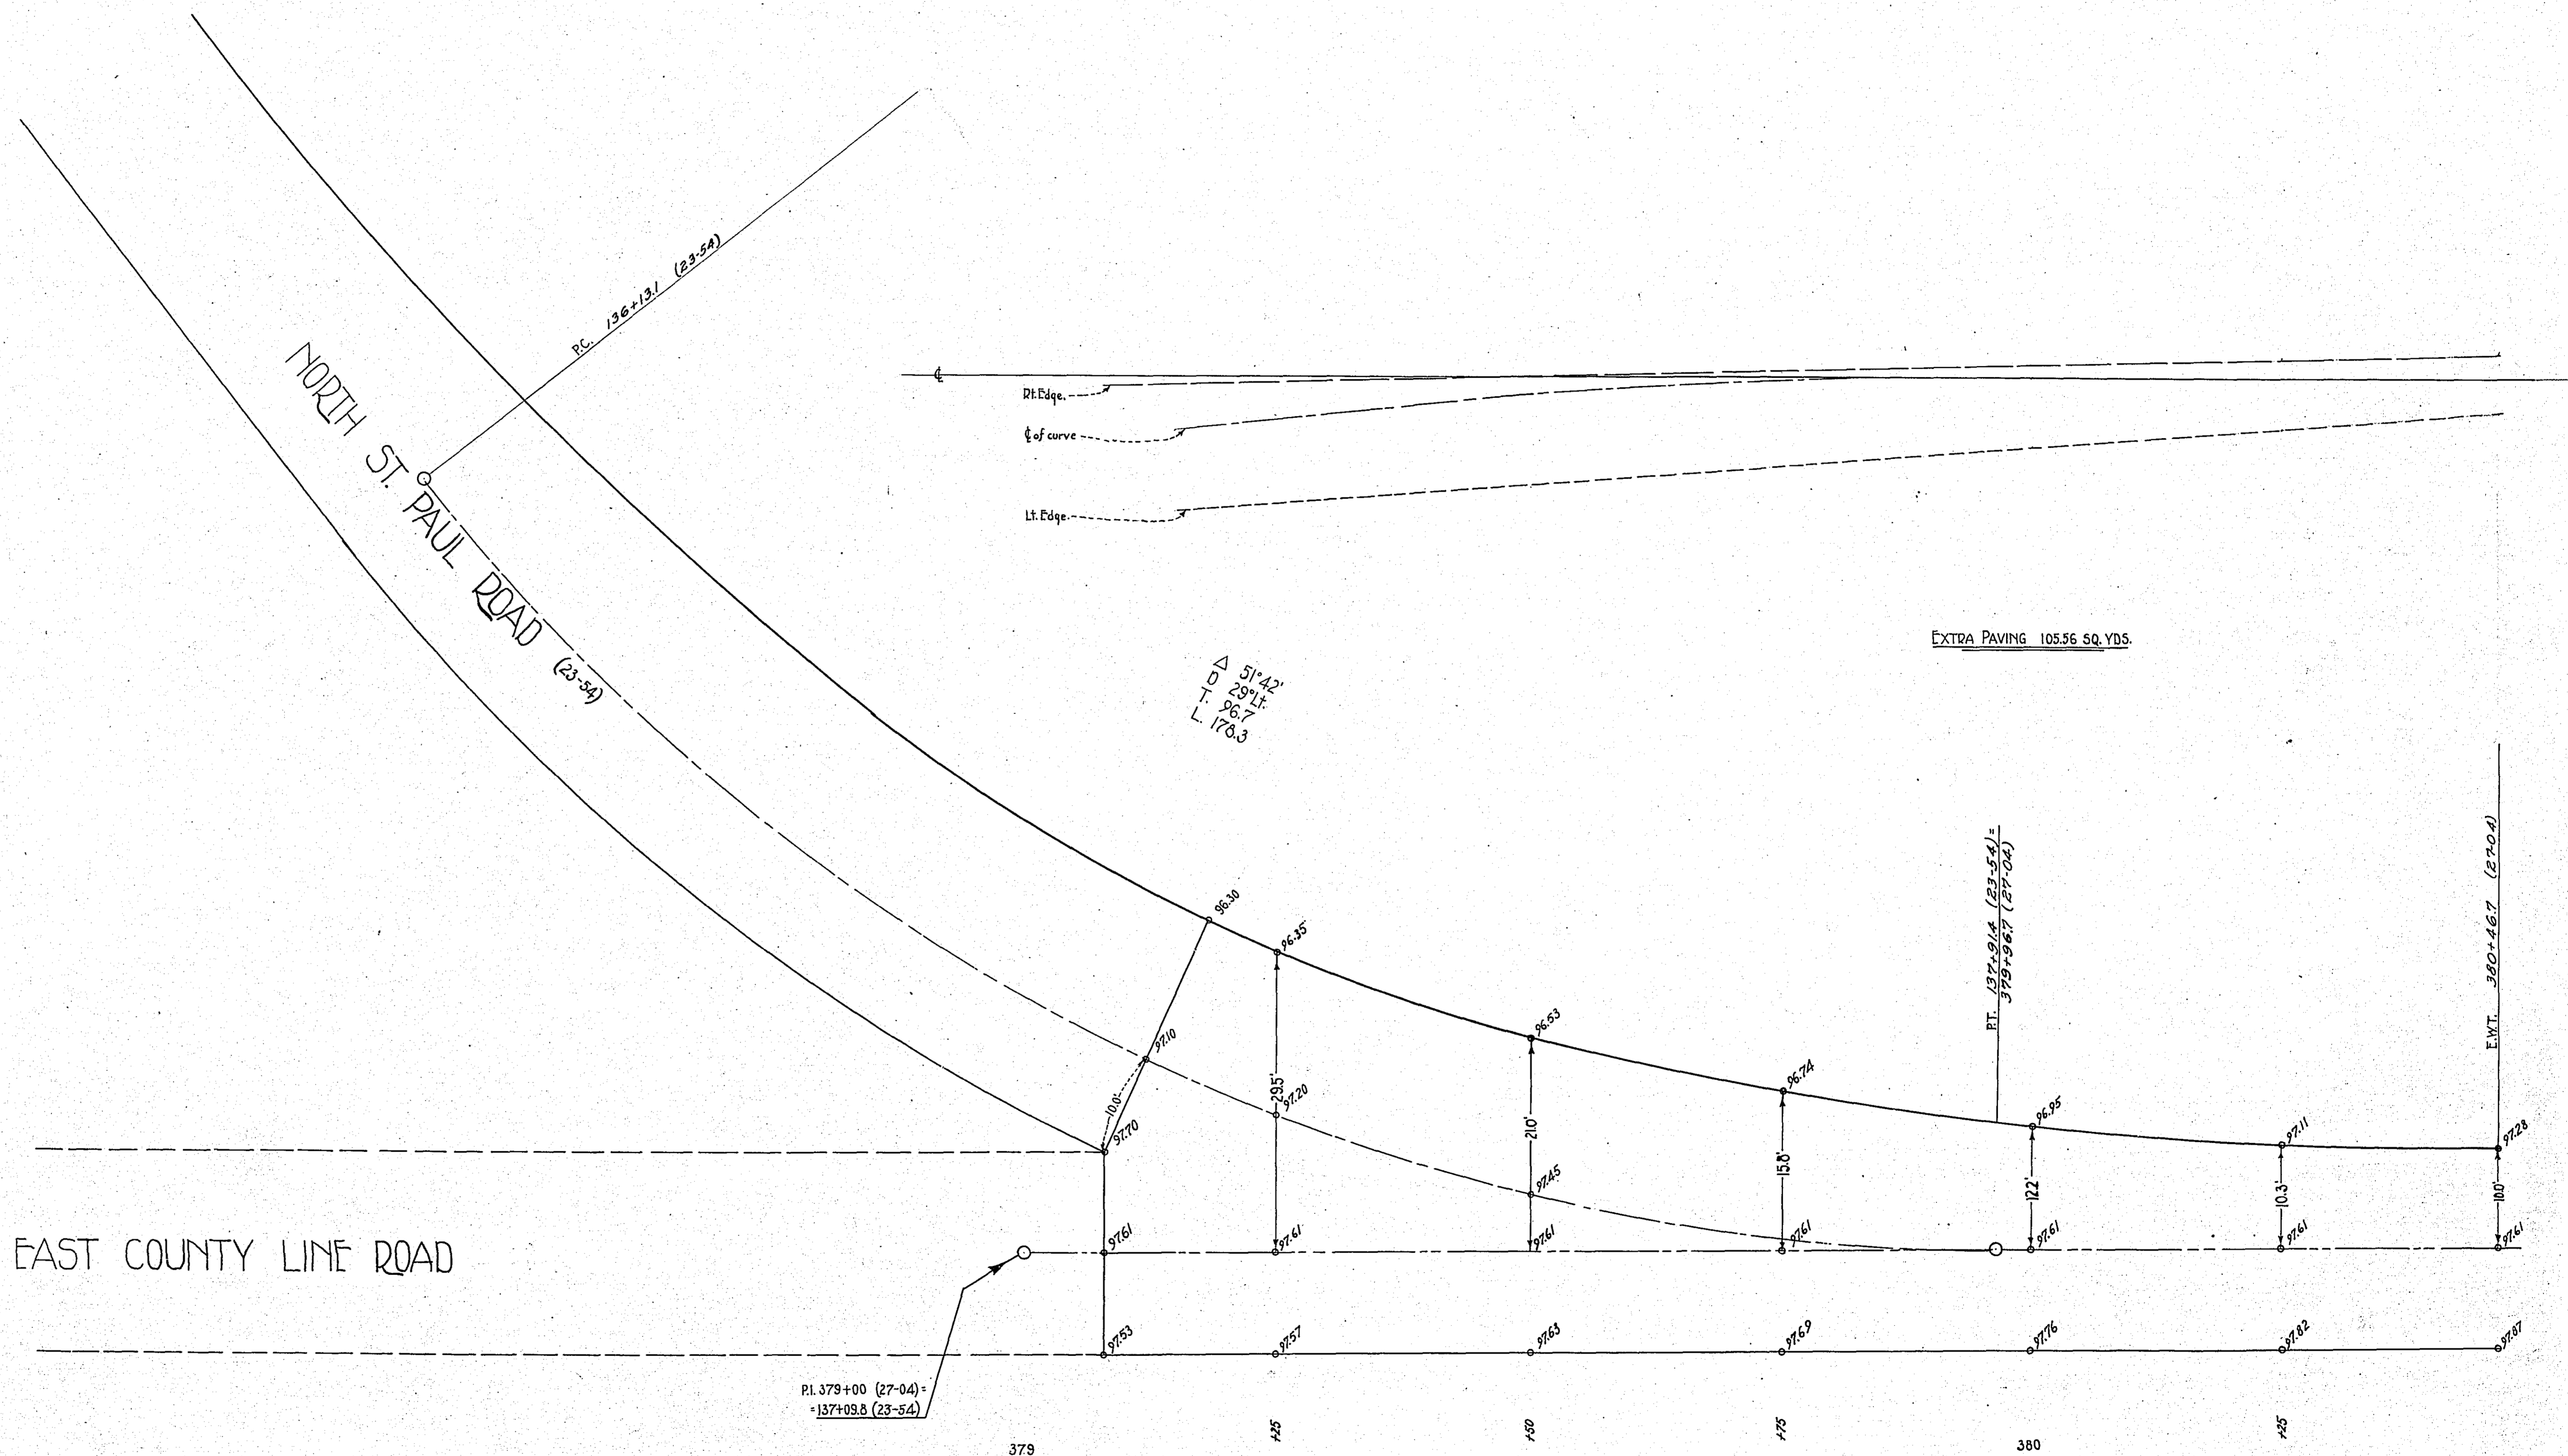 P.C. 136+13.1 (23-54)
NORTH ST. PAUL ROAD (23-54)
℄
Rt. Edge.
℄ of curve
Lt. Edge.
EXTRA PAVING 105.56 SQ. YDS.
Δ 51°42'
D 29° Lt.
T. 96.7
L. 178.3
P.T. 137+91.4 (23-54) =
379+96.7 (27-04)
E.W.T. 380+46.7 (27-04)
96.30
96.35
96.53
96.74
96.95
97.11
97.28
97.10
10.0'
97.70
29.5'
97.20
21.0'
97.45
15.8'
12.2'
10.3'
10.0'
EAST COUNTY LINE ROAD
97.61
97.61
97.61
97.61
97.61
97.61
97.61
97.53
97.57
97.63
97.69
97.76
97.82
97.87
P.I. 379+00 (27-04) =
= 137+09.8 (23-54)
379
+25
+50
+75
380
+25